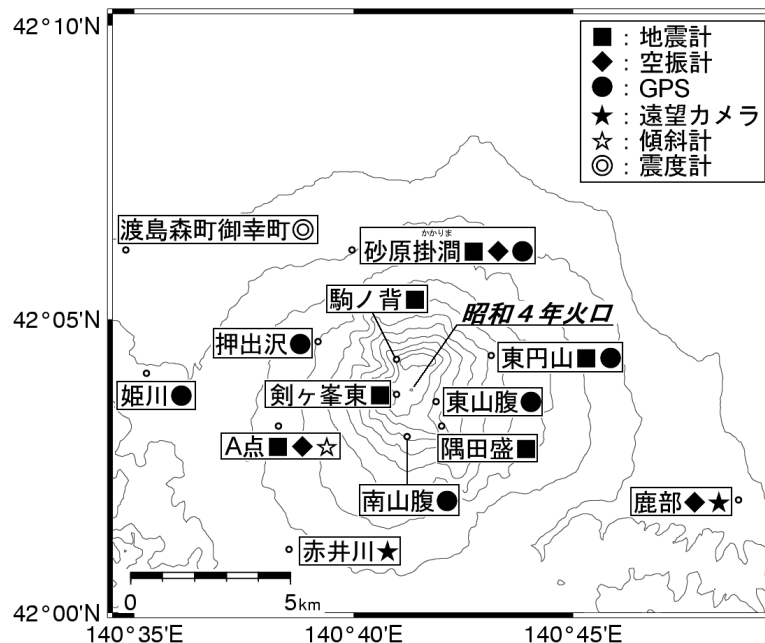 42°10'N
■：地震計
◆：空振計
●：GPS
★：遠望カメラ
☆：傾斜計
◎：震度計
渡島森町御幸町◎
かかりま
砂原掛澗■◆●
駒ノ背■
昭和４年火口
42°05'N
押出沢●
東円山■●
姫川●
剣ヶ峯東■
東山腹●
A点■◆☆
隅田盛■
南山腹●
鹿部◆★
赤井川★
0 5km
42°00'N
140°35'E 140°40'E 140°45'E